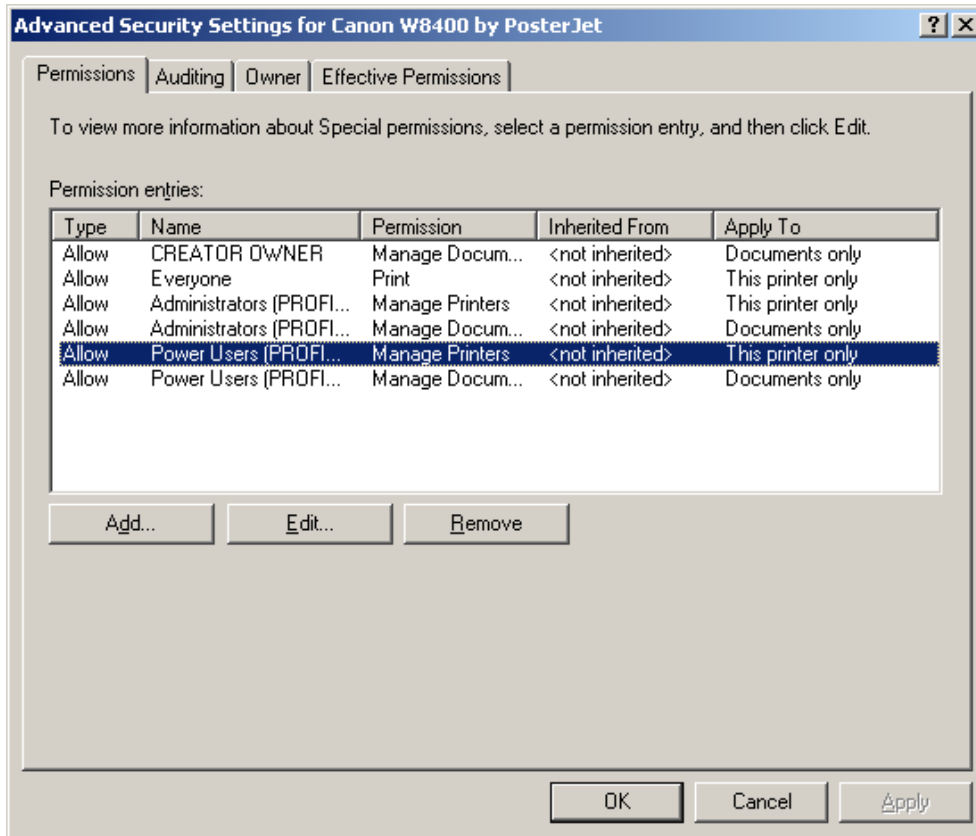 Advanced Security Settings for Canon W8400 by PosterJet
Permissions Auditing Owner Effective Permissions
To view more information about Special permissions, select a permission entry, and then click Edit.
Permission entries:
Type Name Permission Inherited From Apply To
Allow CREATOR OWNER Manage Docum... <not inherited> Documents only
Allow Everyone Print <not inherited> This printer only
Allow Administrators (PROFI... Manage Printers <not inherited> This printer only
Allow Administrators (PROFI... Manage Docum... <not inherited> Documents only
Allow Power Users (PROFI... Manage Printers <not inherited> This printer only
Allow Power Users (PROFI... Manage Docum... <not inherited> Documents only
Add... Edit... Remove
OK Cancel Apply